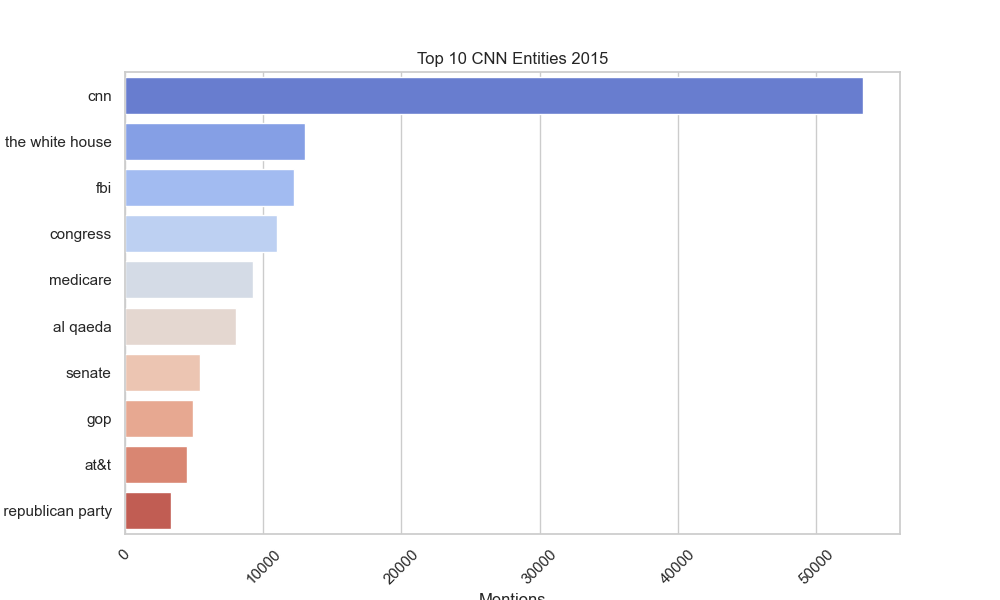 Top 10 CNN Entities 2015
cnn
the white house
fbi
congress
medicare
al qaeda
senate
gop
at&t
republican party
0
10000
20000
30000
40000
50000
Mentions